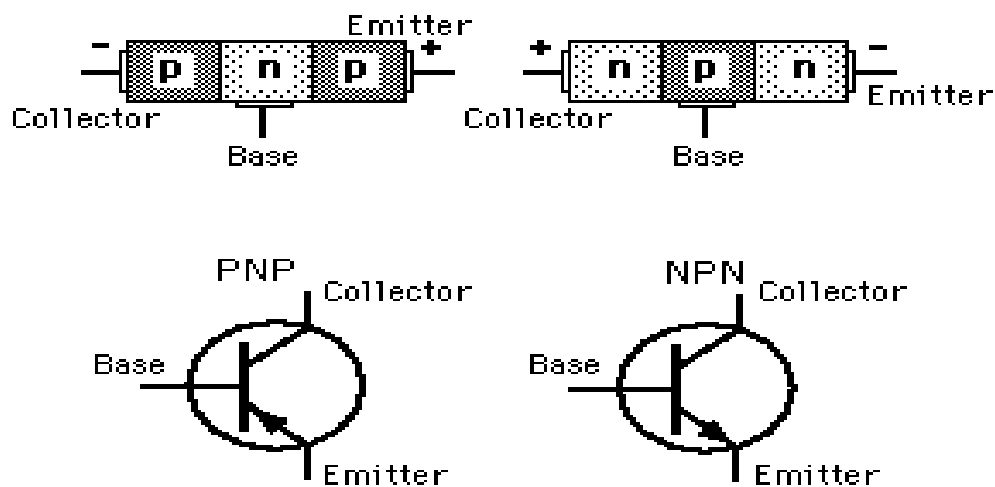 Emitter
- p n p +
Collector
Base
+ n p n -
Emitter
Collector
Base
PNP
Collector
Base
Emitter
NPN
Collector
Base
Emitter